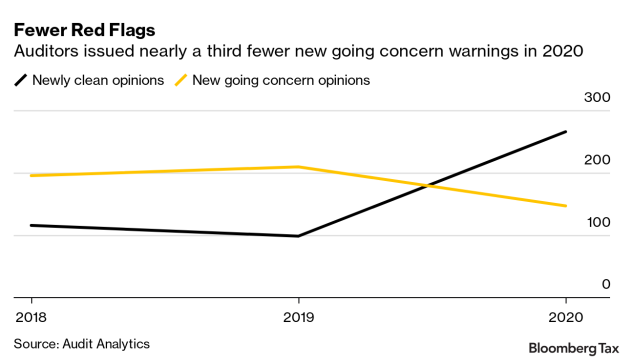 Fewer Red Flags
Auditors issued nearly a third fewer new going concern warnings in 2020
Newly clean opinions New going concern opinions
300
200
100
0
2018 2019 2020
Source: Audit Analytics
Bloomberg Tax